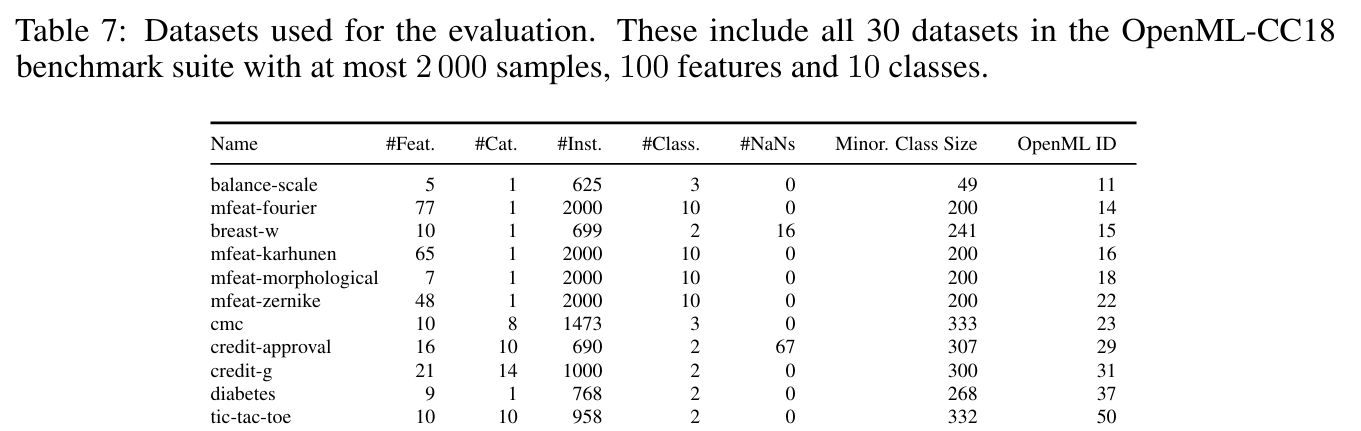 Table 7: Datasets used for the evaluation. These include all 30 datasets in the OpenML-CC18
benchmark suite with at most 2 000 samples, 100 features and 10 classes.
Name #Feat. #Cat. #Inst. #Class. #NaNs Minor. Class Size OpenML ID
balance-scale 5 1 625 3 0 49 11
mfeat-fourier 77 1 2000 10 0 200 14
breast-w 10 1 699 2 16 241 15
mfeat-karhunen 65 1 2000 10 0 200 16
mfeat-morphological 7 1 2000 10 0 200 18
mfeat-zernike 48 1 2000 10 0 200 22
cmc 10 8 1473 3 0 333 23
credit-approval 16 10 690 2 67 307 29
credit-g 21 14 1000 2 0 300 31
diabetes 9 1 768 2 0 268 37
tic-tac-toe 10 10 958 2 0 332 50